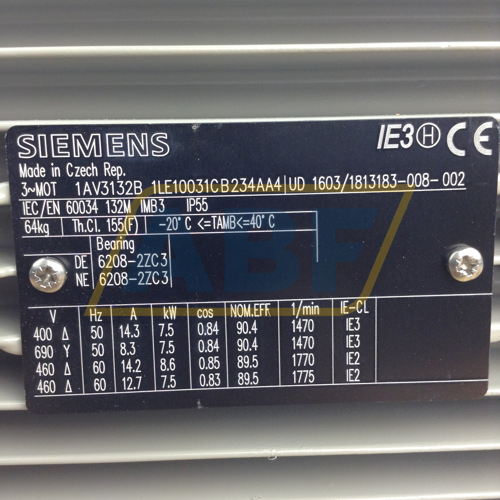 SIEMENS IE3 H CE
Made in Czech Rep.
3~MOT 1AV3132B 1LE10031CB234AA4 UD 1603/1813183-008-002
IEC/EN 60034 132M IMB3 IP55
64kg Th.Cl. 155(F) -20°C <=TAMB<=40°C
Bearing
DE 6208-2ZC3
NE 6208-2ZC3
V Hz A kW cos NOM.EFF. 1/min IE-CL
400 Δ 50 14.3 7.5 0.84 90.4 1470 IE3
690 Y 50 8.3 7.5 0.84 90.4 1470 IE3
460 Δ 60 14.2 8.6 0.85 89.5 1770 IE2
460 Δ 60 12.7 7.5 0.83 89.5 1775 IE2
ABF